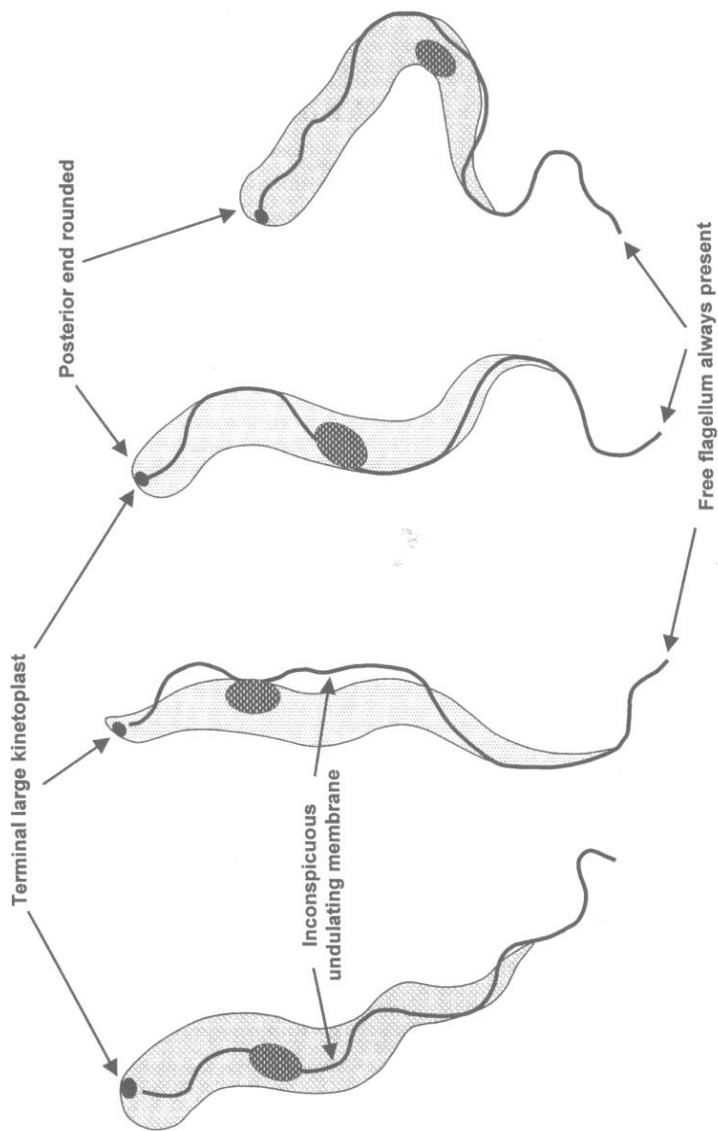 Terminal large kinetoplast
Posterior end rounded
Inconspicuous
undulating membrane
Free flagellum always present